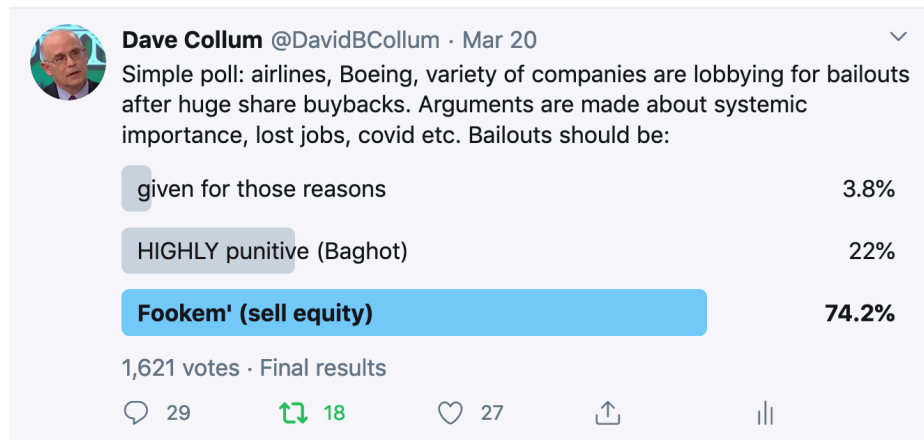 Dave Collum @DavidBCollum · Mar 20
Simple poll: airlines, Boeing, variety of companies are lobbying for bailouts
after huge share buybacks. Arguments are made about systemic
importance, lost jobs, covid etc. Bailouts should be:
given for those reasons 3.8%
HIGHLY punitive (Baghot) 22%
Fookem' (sell equity) 74.2%
1,621 votes · Final results
29 18 27